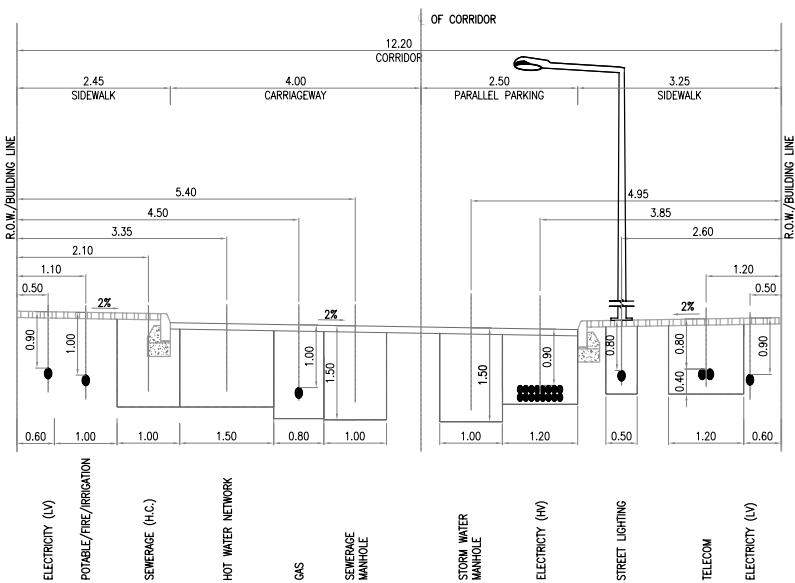 ℄ OF CORRIDOR
12.20
CORRIDOR
2.45
4.00
2.50
3.25
SIDEWALK
CARRIAGEWAY
PARALLEL PARKING
SIDEWALK
R.O.W./BUILDING LINE
R.O.W./BUILDING LINE
5.40
4.95
4.50
3.85
3.35
2.60
2.10
1.10
1.20
0.50
0.50
2%
2%
2%
0.90
1.00
1.00
1.50
1.50
0.90
0.80
0.80
0.40
0.90
0.60
1.00
1.00
1.50
0.80
1.00
1.00
1.20
0.50
1.20
0.60
ELECTRICITY (LV)
POTABLE/FIRE/IRRIGATION
SEWERAGE (H.C.)
HOT WATER NETWORK
GAS
SEWERAGE
MANHOLE
STORM WATER
MANHOLE
ELECTRICTY (HV)
STREET LIGHTING
TELECOM
ELECTRICTY (LV)